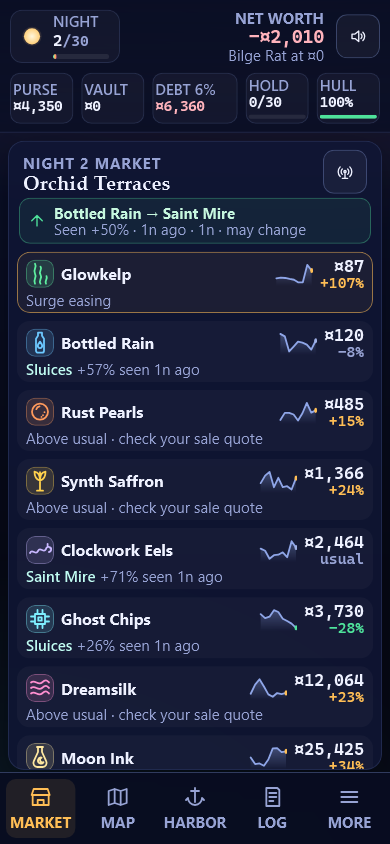 NIGHT
2/30
NET WORTH
−¤2,010
Bilge Rat at ¤0
PURSE
¤4,350
VAULT
¤0
DEBT 6%
¤6,360
HOLD
0/30
HULL
100%
NIGHT 2 MARKET
Orchid Terraces
Bottled Rain → Saint Mire
Seen +50% · 1n ago · 1n · may change
Glowkelp
¤87
+107%
Surge easing
Bottled Rain
¤120
−8%
Sluices +57% seen 1n ago
Rust Pearls
¤485
+15%
Above usual · check your sale quote
Synth Saffron
¤1,366
+24%
Above usual · check your sale quote
Clockwork Eels
¤2,464
usual
Saint Mire +71% seen 1n ago
Ghost Chips
¤3,730
−28%
Sluices +26% seen 1n ago
Dreamsilk
¤12,064
+23%
Above usual · check your sale quote
Moon Ink
¤25,425
+34%
MARKET
MAP
HARBOR
LOG
MORE